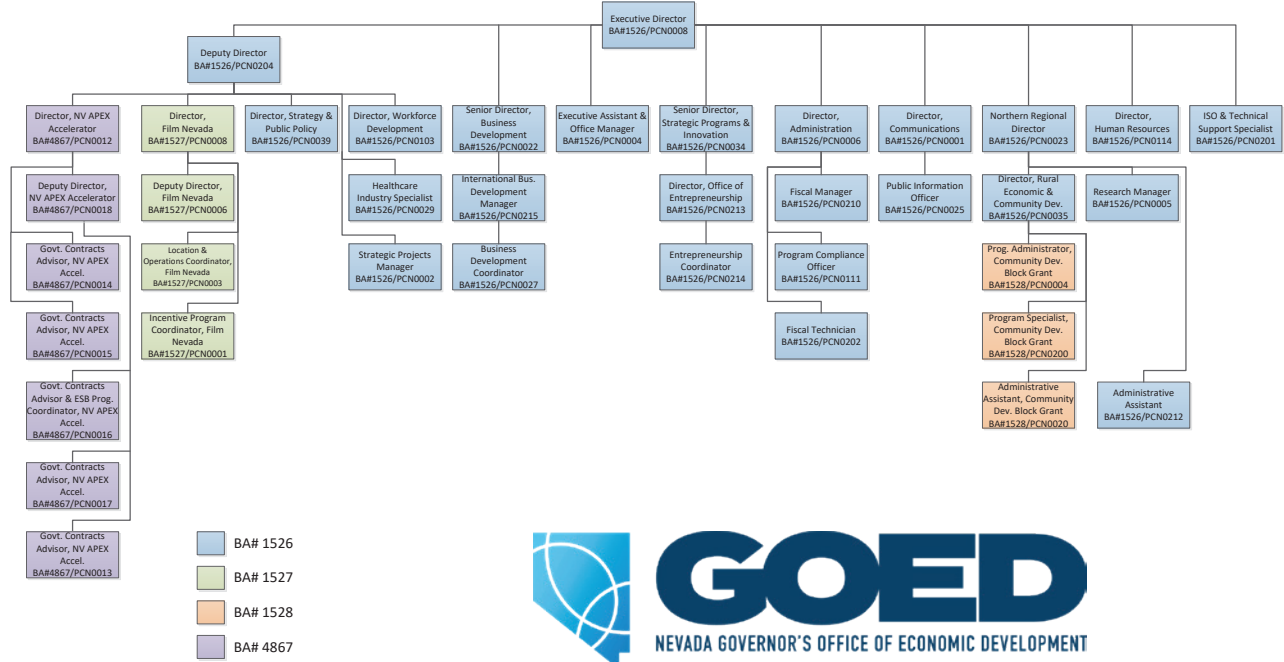 Executive Director
BA#1526/PCN0008
Deputy Director
BA#1526/PCN0204
Director, NV APEX
Accelerator
BA#4867/PCN0012
Director,
Film Nevada
BA#1527/PCN0008
Director, Strategy &
Public Policy
BA#1526/PCN0039
Director, Workforce
Development
BA#1526/PCN0103
Senior Director,
Business
Development
BA#1526/PCN0022
Executive Assistant &
Office Manager
BA#1526/PCN0004
Senior Director,
Strategic Programs &
Innovation
BA#1526/PCN0034
Director,
Administration
BA#1526/PCN0006
Director,
Communications
BA#1526/PCN0001
Northern Regional
Director
BA#1526/PCN0023
Director,
Human Resources
BA#1526/PCN0114
ISO & Technical
Support Specialist
BA#1526/PCN0201
Deputy Director,
NV APEX Accelerator
BA#4867/PCN0018
Deputy Director,
Film Nevada
BA#1527/PCN0006
Healthcare
Industry Specialist
BA#1526/PCN0029
International Bus.
Development
Manager
BA#1526/PCN0215
Director, Office of
Entrepreneurship
BA#1526/PCN0213
Fiscal Manager
BA#1526/PCN0210
Public Information
Officer
BA#1526/PCN0025
Director, Rural
Economic &
Community Dev.
BA#1526/PCN0035
Research Manager
BA#1526/PCN0005
Govt. Contracts
Advisor, NV APEX
Accel.
BA#4867/PCN0014
Location &
Operations Coordinator,
Film Nevada
BA#1527/PCN0003
Strategic Projects
Manager
BA#1526/PCN0002
Business
Development
Coordinator
BA#1526/PCN0027
Entrepreneurship
Coordinator
BA#1526/PCN0214
Program Compliance
Officer
BA#1526/PCN0111
Prog. Administrator,
Community Dev.
Block Grant
BA#1528/PCN0004
Govt. Contracts
Advisor, NV APEX
Accel.
BA#4867/PCN0015
Incentive Program
Coordinator, Film
Nevada
BA#1527/PCN0001
Fiscal Technician
BA#1526/PCN0202
Program Specialist,
Community Dev.
Block Grant
BA#1528/PCN0200
Govt. Contracts
Advisor & ESB Prog.
Coordinator, NV APEX
Accel.
BA#4867/PCN0016
Administrative
Assistant, Community
Dev. Block Grant
BA#1528/PCN0020
Administrative
Assistant
BA#1526/PCN0212
Govt. Contracts
Advisor, NV APEX
Accel.
BA#4867/PCN0017
Govt. Contracts
Advisor, NV APEX
Accel.
BA#4867/PCN0013
BA# 1526
BA# 1527
BA# 1528
BA# 4867
GOED
NEVADA GOVERNOR'S OFFICE OF ECONOMIC DEVELOPMENT